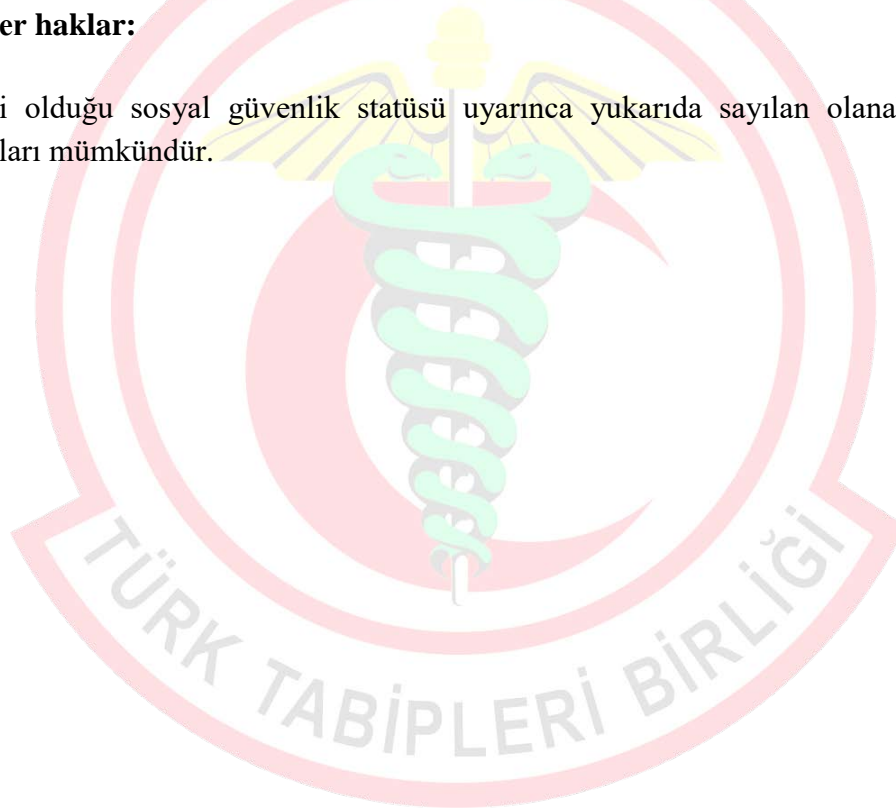 er haklar:
i olduğu sosyal güvenlik statüsü uyarınca yukarıda sayılan olana
ları mümkündür.
TÜRK TABİPLERİ BİRLİĞİ